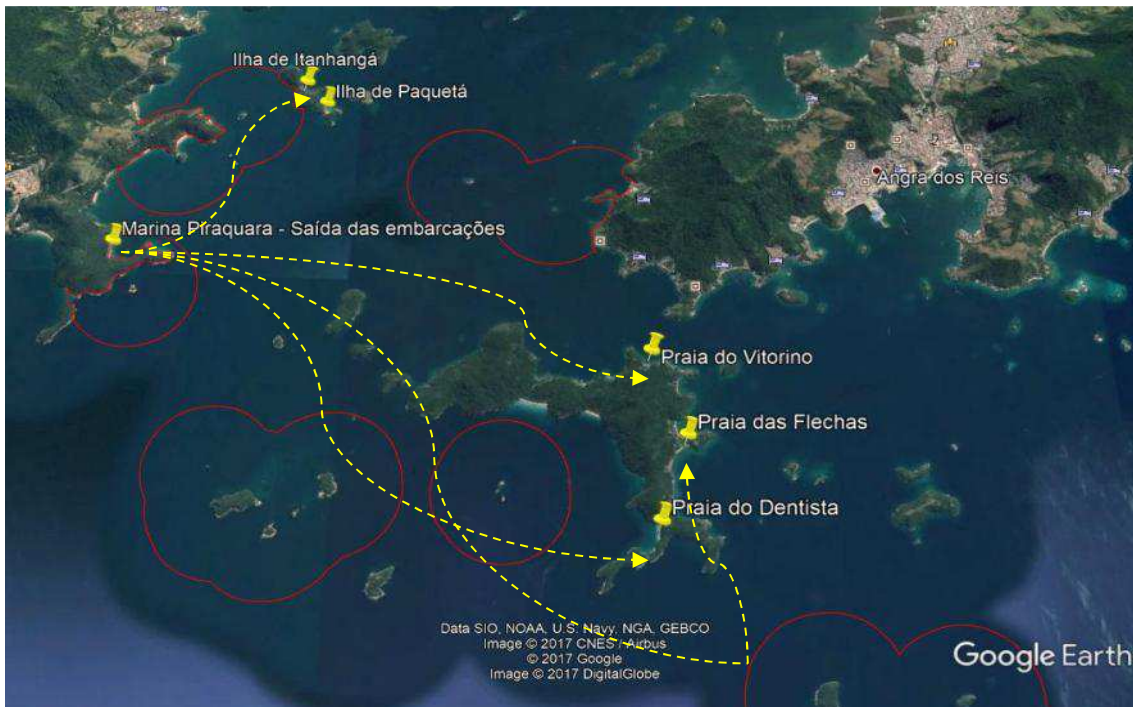 Ilha de Itanhangá
Ilha de Paquetá
Angra dos Reis
Marina Piraquara - Saída das embarcações
Praia do Vitorino
Praia das Flechas
Praia do Dentista
Data SIO, NOAA, U.S. Navy, NGA, GEBCO
Image © 2017 CNES / Airbus
© 2017 Google
Image © 2017 DigitalGlobe
Google Earth